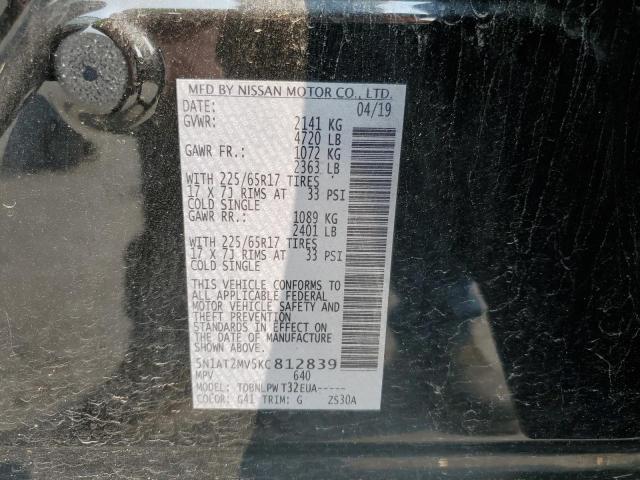 MFD BY NISSAN MOTOR CO., LTD.
DATE: 04/19
GVWR: 2141 KG
4720 LB
GAWR FR.: 1072 KG
2363 LB
WITH 225/65R17 TIRES
17 X 7J RIMS AT 33 PSI
COLD SINGLE
GAWR RR.: 1089 KG
2401 LB
WITH 225/65R17 TIRES
17 X 7J RIMS AT 33 PSI
COLD SINGLE
THIS VEHICLE CONFORMS TO
ALL APPLICABLE FEDERAL
MOTOR VEHICLE SAFETY AND
THEFT PREVENTION
STANDARDS IN EFFECT ON
THE DATE OF MANUFACTURE
SHOWN ABOVE.
5N1AT2MV5KC812839
MPV 640
MODEL: TOBNLPW T32EUA-----
COLOR: G41 TRIM: G ZS30A